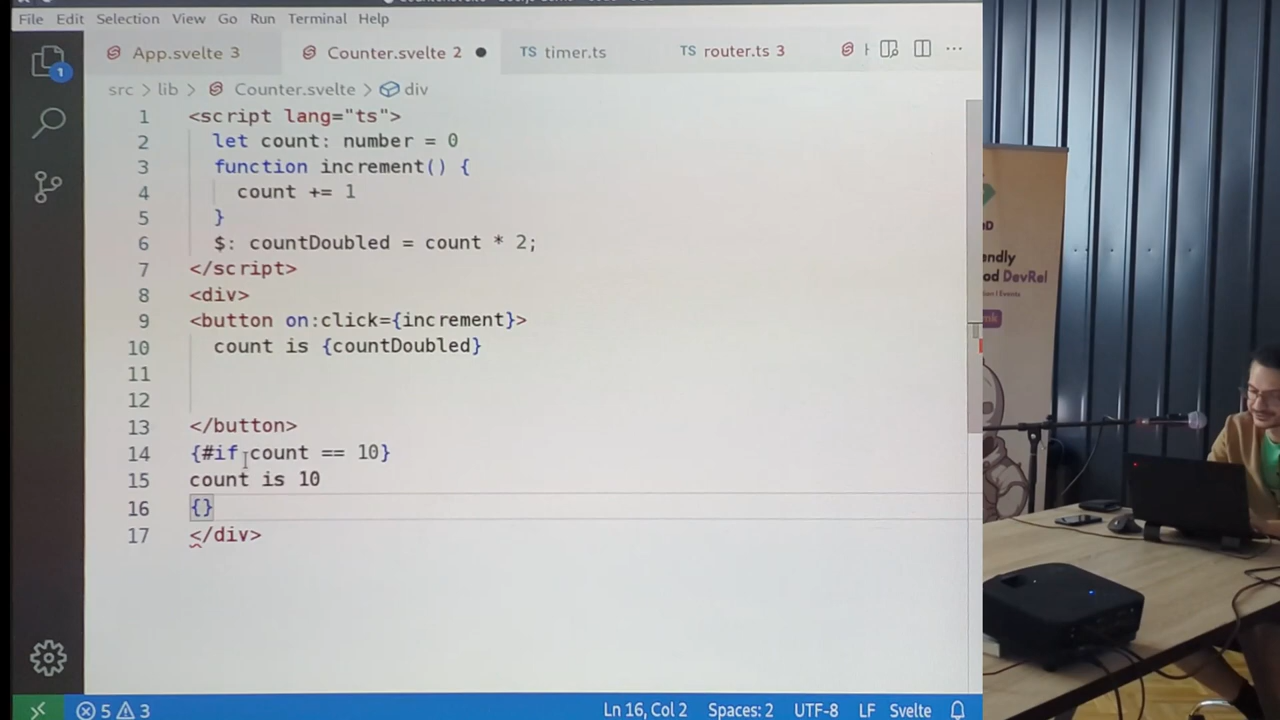 File Edit Selection View Go Run Terminal Help
App.svelte 3 Counter.svelte 2 TS timer.ts TS router.ts 3
src > lib > Counter.svelte > div
1 <script lang="ts">
2 let count: number = 0
3 function increment() {
4 count += 1
5 }
6 $: countDoubled = count * 2;
7 </script>
8 <div>
9 <button on:click={increment}>
10 count is {countDoubled}
11
12
13 </button>
14 {#if count == 10}
15 count is 10
16 {}
17 </div>
1
5 3 Ln 16, Col 2 Spaces: 2 UTF-8 LF Svelte
DevRel